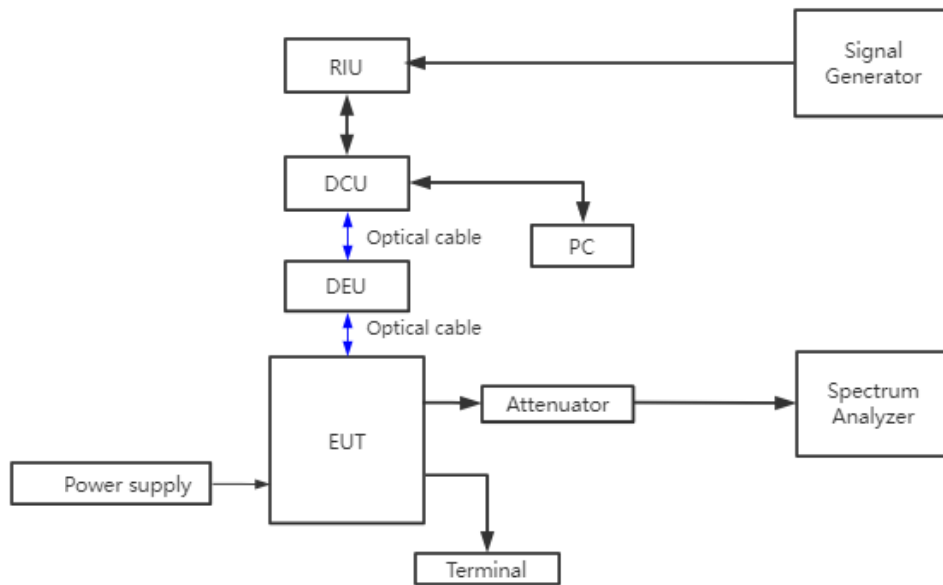 Signal
Generator
RIU
DCU
Optical cable
PC
DEU
Optical cable
Attenuator
Spectrum
Analyzer
EUT
Power supply
Terminal